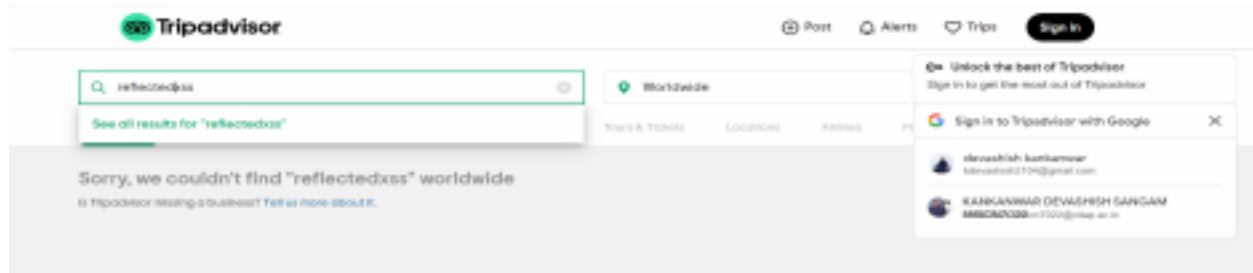 Tripadvisor
Post Alerts Trips Sign in
reflectedxss
Worldwide
See all results for "reflectedxss"
Tours & Tickets Locations Airlines
Sorry, we couldn't find "reflectedxss" worldwide
Is Tripadvisor missing a business? Tell us more about it.
Unlock the best of Tripadvisor
Sign in to get the most out of Tripadvisor
Sign in to Tripadvisor with Google
devashish kankanwar
KANKANWAR DEVASHISH SANGAM